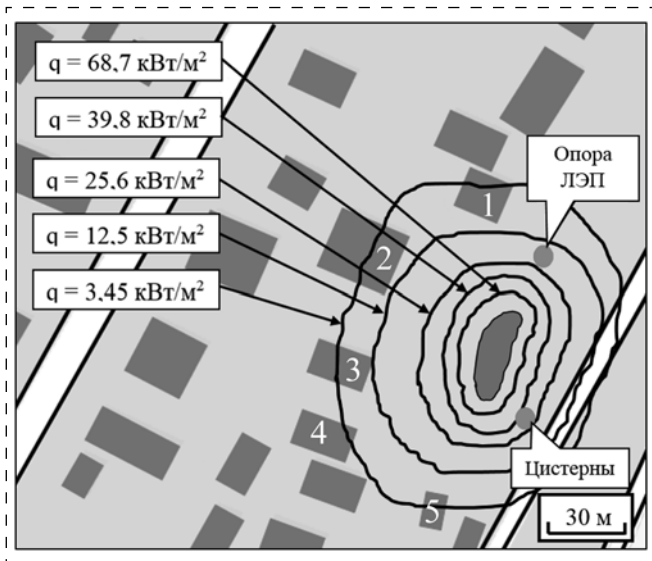 q = 68,7 кВт/м²
q = 39,8 кВт/м²
q = 25,6 кВт/м²
q = 12,5 кВт/м²
q = 3,45 кВт/м²
Опора
ЛЭП
1
2
3
4
5
Цистерны
30 м